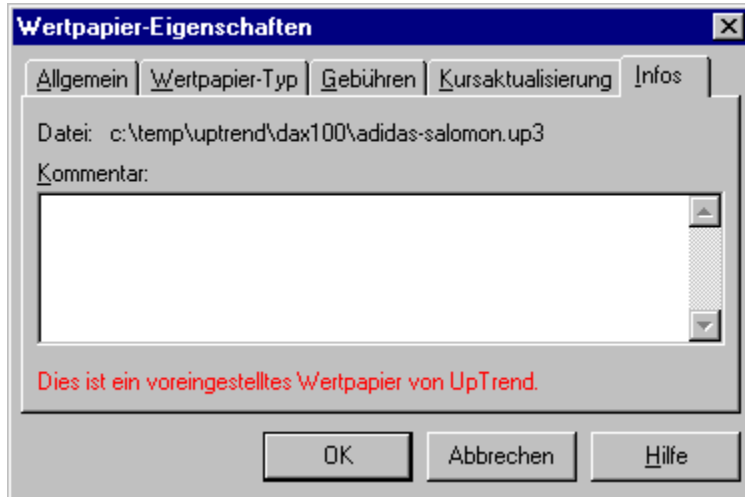 Wertpapier-Eigenschaften
Allgemein Wertpapier-Typ Gebühren Kursaktualisierung Infos
Datei: c:\temp\uptrend\dax100\adidas-salomon.up3
Kommentar:
Dies ist ein voreingestelltes Wertpapier von UpTrend.
OK Abbrechen Hilfe